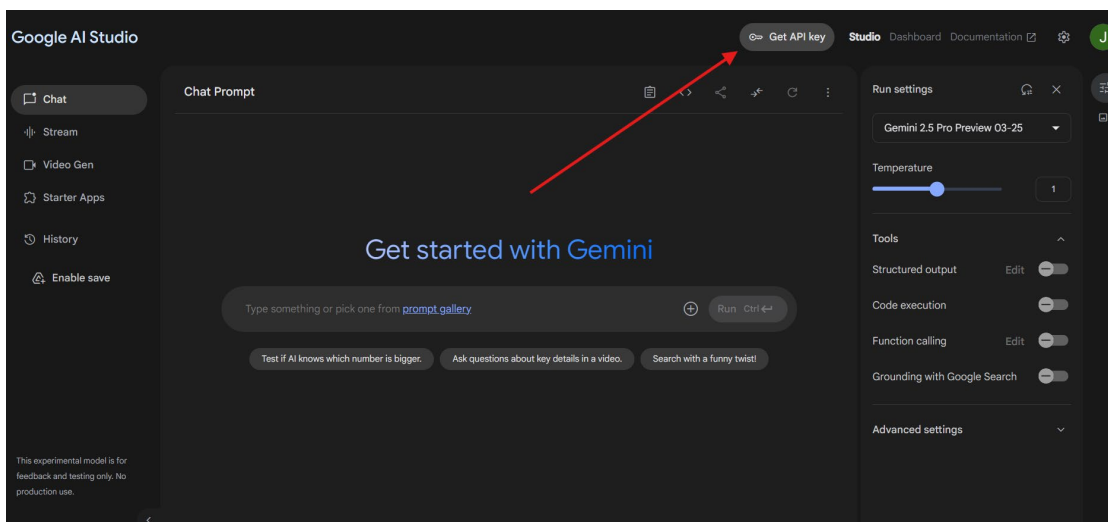 Google AI Studio
Get API key
Studio Dashboard Documentation
J
Chat
Stream
Video Gen
Starter Apps
History
Enable save
This experimental model is for
feedback and testing only. No
production use.
Chat Prompt
Get started with Gemini
Type something or pick one from prompt gallery
Run Ctrl
Test if AI knows which number is bigger.
Ask questions about key details in a video.
Search with a funny twist!
Run settings
Gemini 2.5 Pro Preview 03-25
Temperature
1
Tools
Structured output Edit
Code execution
Function calling Edit
Grounding with Google Search
Advanced settings